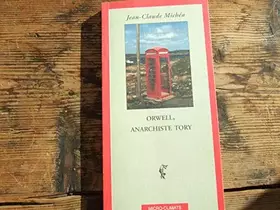 Jean-Claude Michéa
ORWELL,
ANARCHISTE TORY
MICRO-CLIMATS